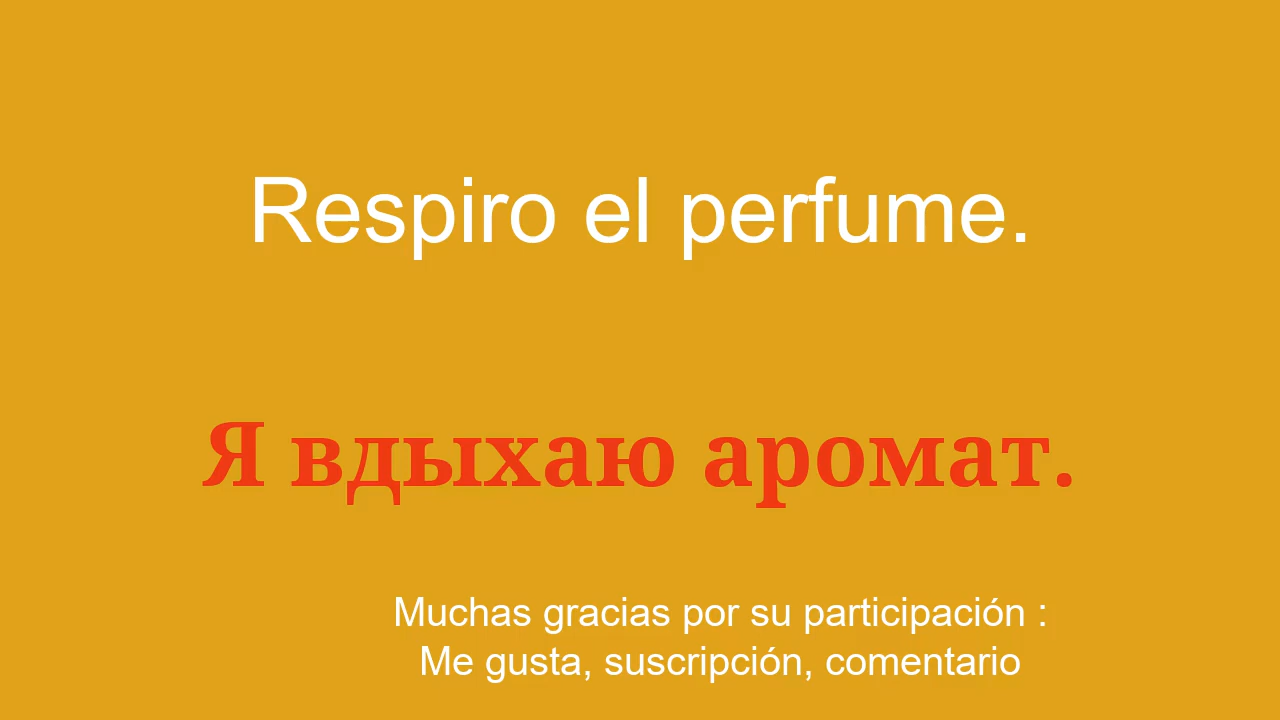 Respiro el perfume.
Я вдыхаю аромат.
Muchas gracias por su participación :
Me gusta, suscripción, comentario